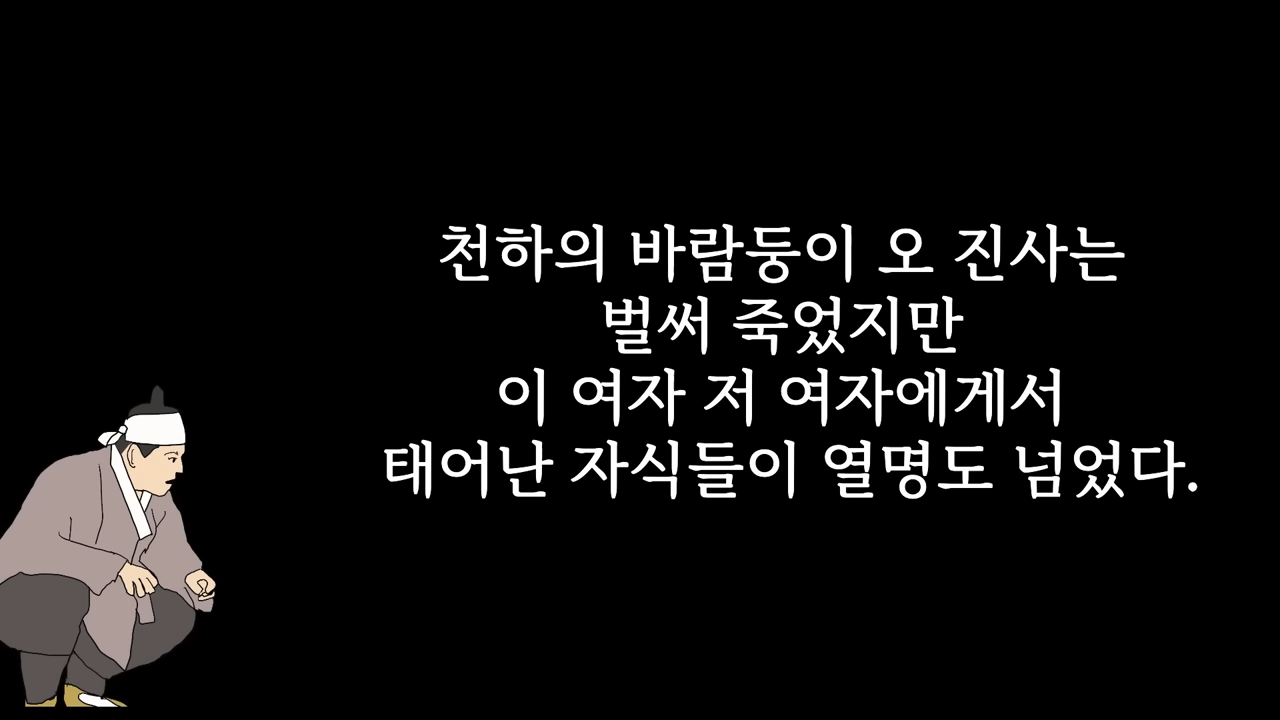 천하의 바람둥이 오 진사는
벌써 죽었지만
이 여자 저 여자에게서
태어난 자식들이 열명도 넘었다.